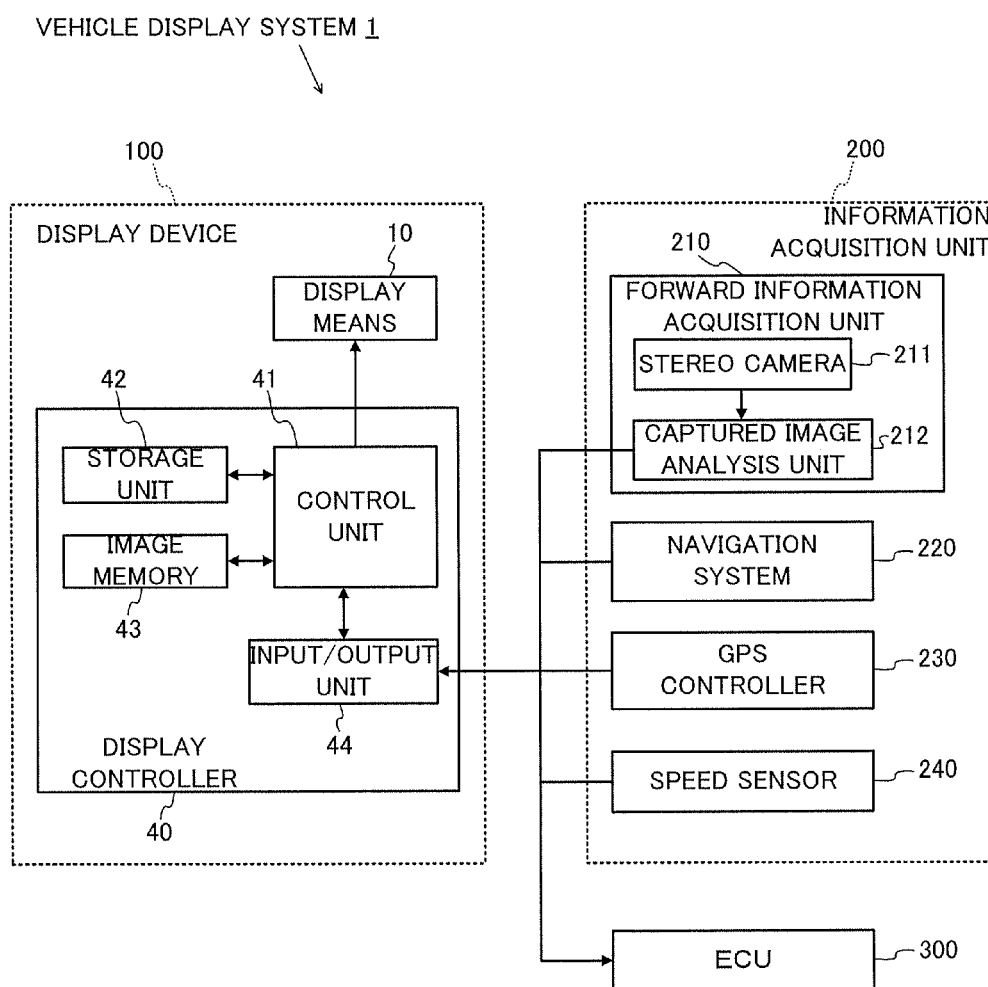 VEHICLE DISPLAY SYSTEM 1
100
200
DISPLAY DEVICE
INFORMATION
ACQUISITION UNIT
10
210
DISPLAY
MEANS
FORWARD INFORMATION
ACQUISITION UNIT
STEREO CAMERA
211
42
41
STORAGE
UNIT
CONTROL
UNIT
CAPTURED IMAGE
ANALYSIS UNIT
212
IMAGE
MEMORY
43
NAVIGATION
SYSTEM
220
INPUT/OUTPUT
UNIT
44
GPS
CONTROLLER
230
DISPLAY
CONTROLLER
40
SPEED SENSOR
240
ECU
300